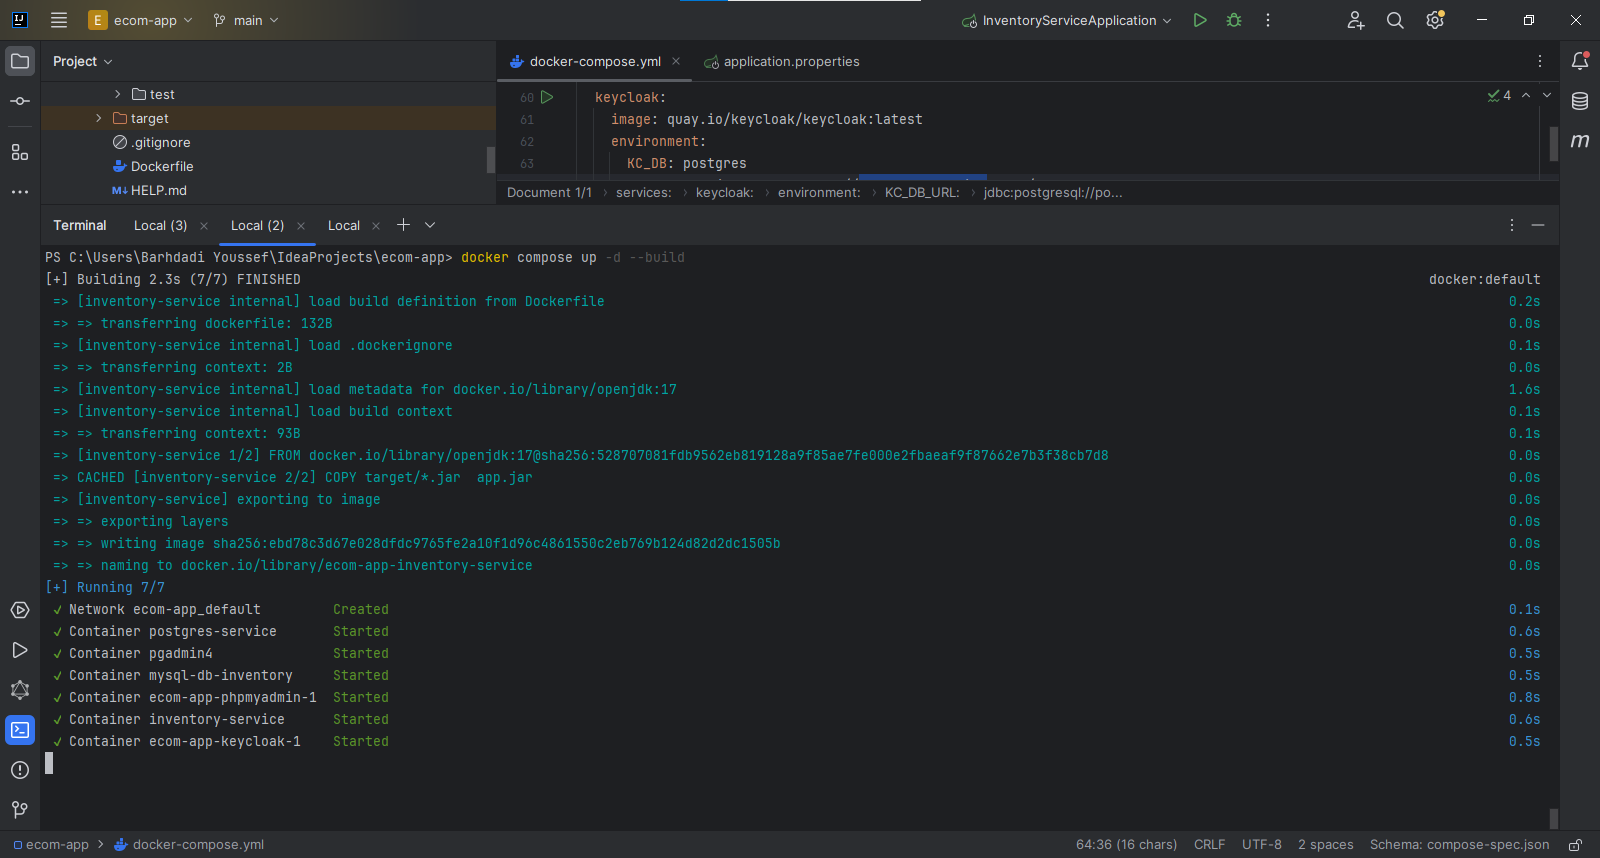 IJ
E ecom-app
main
InventoryServiceApplication
Project
docker-compose.yml
application.properties
test
target
.gitignore
Dockerfile
M↓ HELP.md
60 keycloak:
61 image: quay.io/keycloak/keycloak:latest
62 environment:
63 KC_DB: postgres
4
m
Document 1/1 › services: › keycloak: › environment: › KC_DB_URL: › jdbc:postgresql://po...
Terminal Local (3) × Local (2) × Local ×
PS C:\Users\Barhdadi Youssef\IdeaProjects\ecom-app> docker compose up -d --build
[+] Building 2.3s (7/7) FINISHED docker:default
=> [inventory-service internal] load build definition from Dockerfile 0.2s
=> => transferring dockerfile: 132B 0.0s
=> [inventory-service internal] load .dockerignore 0.1s
=> => transferring context: 2B 0.0s
=> [inventory-service internal] load metadata for docker.io/library/openjdk:17 1.6s
=> [inventory-service internal] load build context 0.1s
=> => transferring context: 93B 0.1s
=> [inventory-service 1/2] FROM docker.io/library/openjdk:17@sha256:528707081fdb9562eb819128a9f85ae7fe000e2fbaeaf9f87662e7b3f38cb7d8 0.0s
=> CACHED [inventory-service 2/2] COPY target/*.jar  app.jar 0.0s
=> [inventory-service] exporting to image 0.0s
=> => exporting layers 0.0s
=> => writing image sha256:ebd78c3d67e028dfdc9765fe2a10f1d96c4861550c2eb769b124d82d2dc1505b 0.0s
=> => naming to docker.io/library/ecom-app-inventory-service 0.0s
[+] Running 7/7
✓ Network ecom-app_default Created 0.1s
✓ Container postgres-service Started 0.6s
✓ Container pgadmin4 Started 0.5s
✓ Container mysql-db-inventory Started 0.5s
✓ Container ecom-app-phpmyadmin-1 Started 0.8s
✓ Container inventory-service Started 0.6s
✓ Container ecom-app-keycloak-1 Started 0.5s
ecom-app › docker-compose.yml
64:36 (16 chars) CRLF UTF-8 2 spaces Schema: compose-spec.json